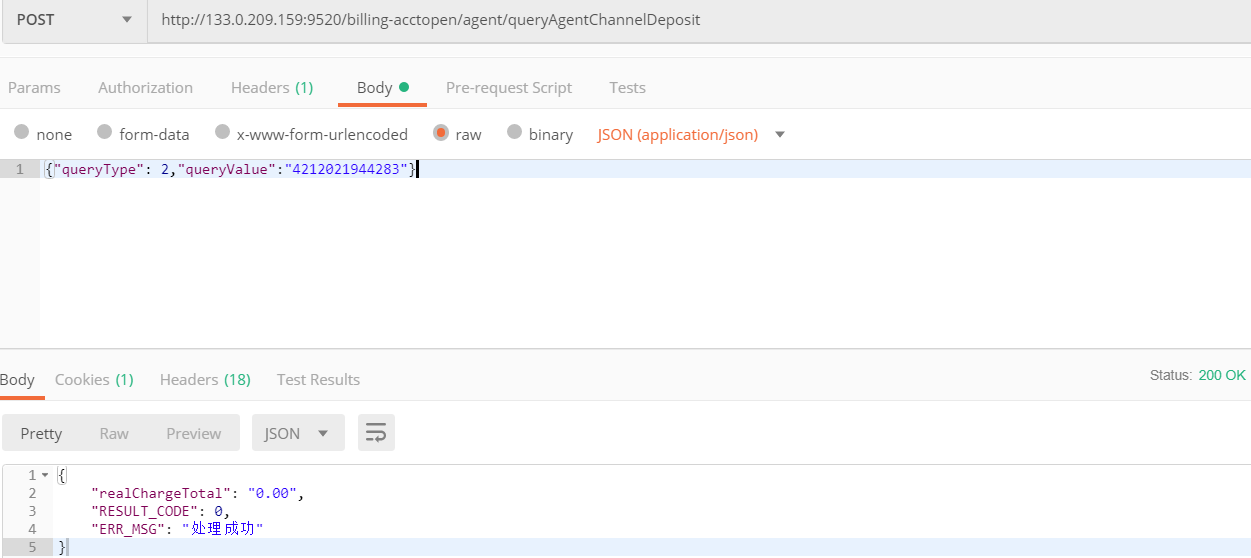 POST http://133.0.209.159:9520/billing-acctopen/agent/queryAgentChannelDeposit
Params Authorization Headers (1) Body Pre-request Script Tests
none form-data x-www-form-urlencoded raw binary JSON (application/json)
1 {"queryType": 2,"queryValue":"4212021944283"}
Body Cookies (1) Headers (18) Test Results Status: 200 OK
Pretty Raw Preview JSON
1 {
2 "realChargeTotal": "0.00",
3 "RESULT_CODE": 0,
4 "ERR_MSG": "处理成功"
5 }